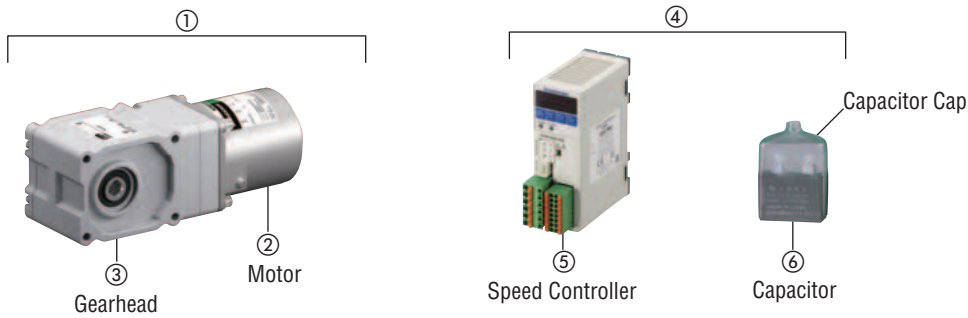 ① ④
Capacitor Cap
② ⑤ ⑥
③ Motor Speed Controller Capacitor
Gearhead